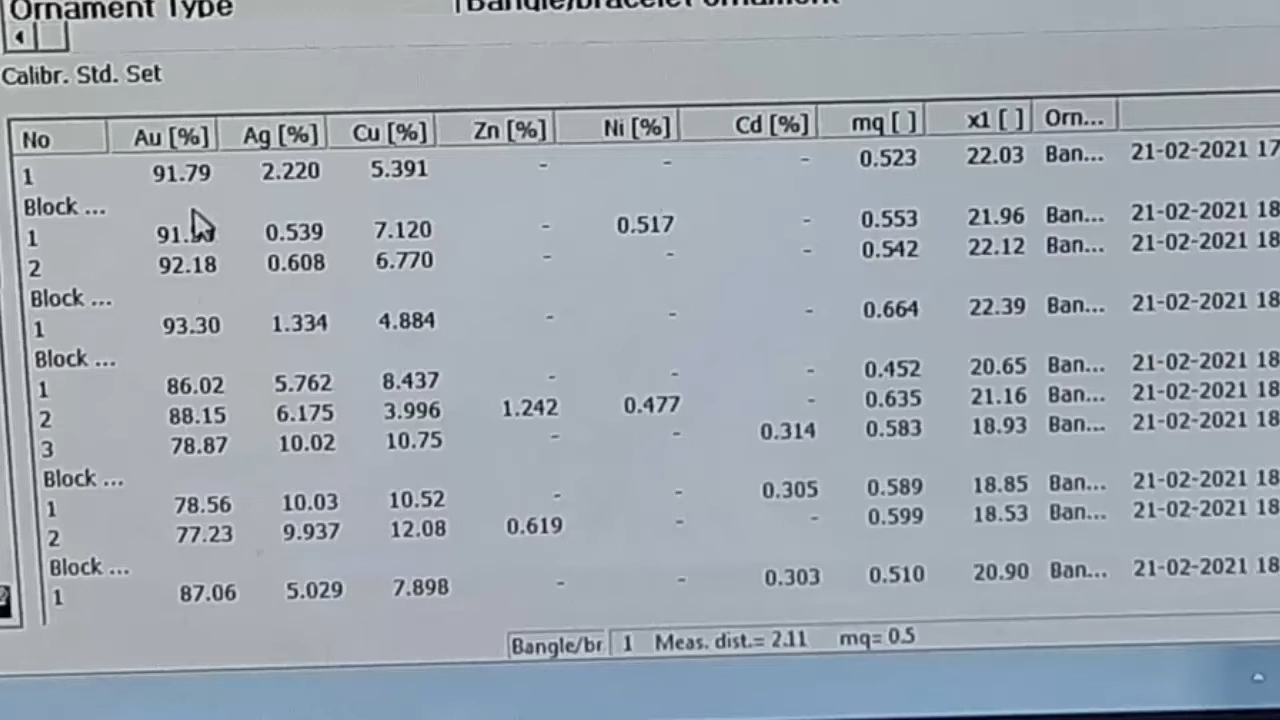 Ornament Type Bangle/bracelet ornament
Calibr. Std. Set
No Au [%] Ag [%] Cu [%] Zn [%] Ni [%] Cd [%] mq [ ] x1 [ ] Orn...
1 91.79 2.220 5.391 - - - 0.523 22.03 Ban... 21-02-2021 17
Block ...
1 0.539 7.120 - 0.517 - 0.553 21.96 Ban... 21-02-2021 18
2 92.18 0.608 6.770 - - - 0.542 22.12 Ban... 21-02-2021 18
Block ...
1 93.30 1.334 4.884 - - - 0.664 22.39 Ban... 21-02-2021 18
Block ...
1 86.02 5.762 8.437 - - - 0.452 20.65 Ban... 21-02-2021 18
2 88.15 6.175 3.996 1.242 0.477 - 0.635 21.16 Ban... 21-02-2021 18
3 78.87 10.02 10.75 - - 0.314 0.583 18.93 Ban... 21-02-2021 18
Block ...
1 78.56 10.03 10.52 - - 0.305 0.589 18.85 Ban... 21-02-2021 18
2 77.23 9.937 12.08 0.619 - - 0.599 18.53 Ban... 21-02-2021 18
Block ...
1 87.06 5.029 7.898 - - 0.303 0.510 20.90 Ban... 21-02-2021 18
Bangle/br 1 Meas. dist.= 2.11 mq= 0.5